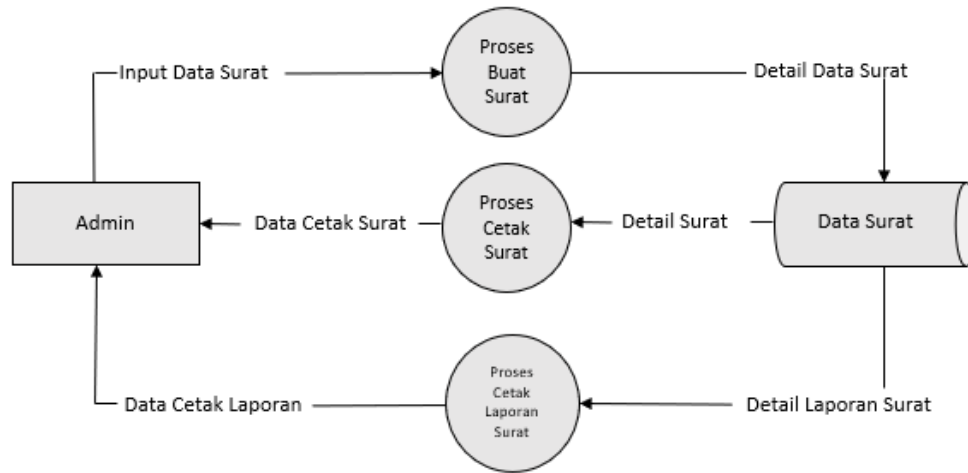 Input Data Surat
Proses
Buat
Surat
Detail Data Surat
Admin
Data Cetak Surat
Proses
Cetak
Surat
Detail Surat
Data Surat
Data Cetak Laporan
Proses
Cetak
Laporan
Surat
Detail Laporan Surat